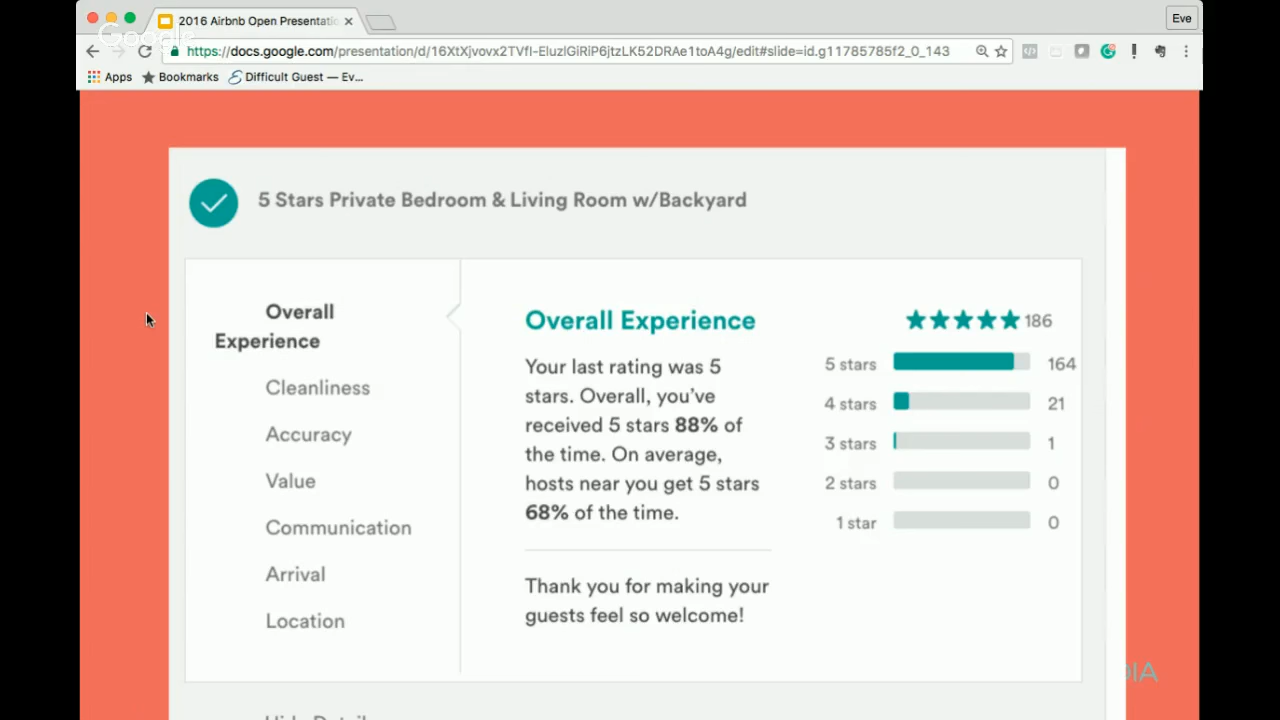 2016 Airbnb Open Presentatio
Eve
Google
https://docs.google.com/presentation/d/16XtXjvovx2TVfI-EluzIGiRiP6jtzLK52DRAe1toA4g/edit#slide=id.g11785785f2_0_143
Apps
Bookmarks
Difficult Guest — Ev...
5 Stars Private Bedroom & Living Room w/Backyard
Overall
Experience
Cleanliness
Accuracy
Value
Communication
Arrival
Location
Overall Experience
Your last rating was 5
stars. Overall, you've
received 5 stars 88% of
the time. On average,
hosts near you get 5 stars
68% of the time.
Thank you for making your
guests feel so welcome!
186
5 stars 164
4 stars 21
3 stars 1
2 stars 0
1 star 0